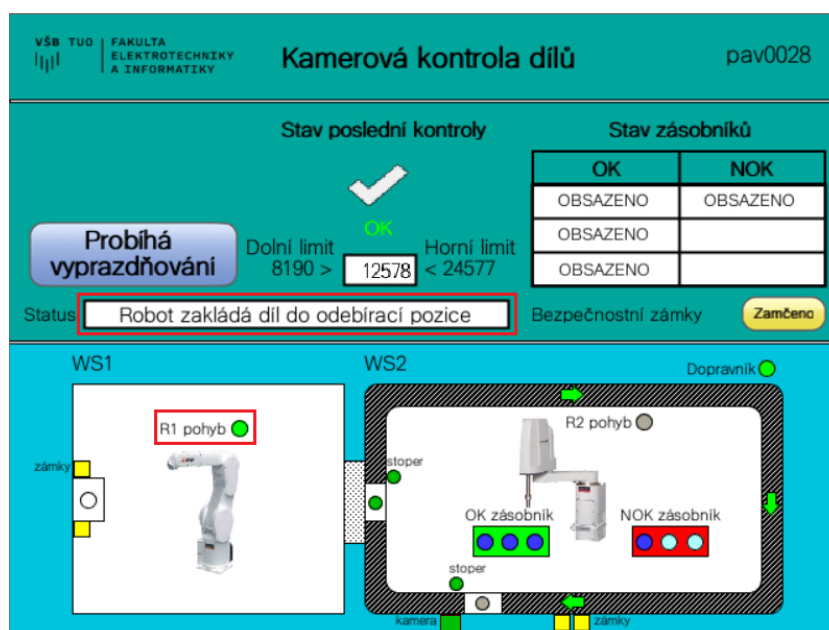 VŠB TUO
FAKULTA
ELEKTROTECHNIKY
A INFORMATIKY
Kamerová kontrola dílů
pav0028
Stav poslední kontroly
Stav zásobníků
OK
NOK
OBSAZENO
OBSAZENO
OBSAZENO
OBSAZENO
OK
Probíhá
vyprazdňování
Dolní limit
8190 >
12578
Horní limit
< 24577
Status
Robot zakládá díl do odebírací pozice
Bezpečnostní zámky
Zamčeno
WS1
WS2
Dopravník
R1 pohyb
R2 pohyb
zámky
stoper
OK zásobník
NOK zásobník
stoper
kamera
zámky